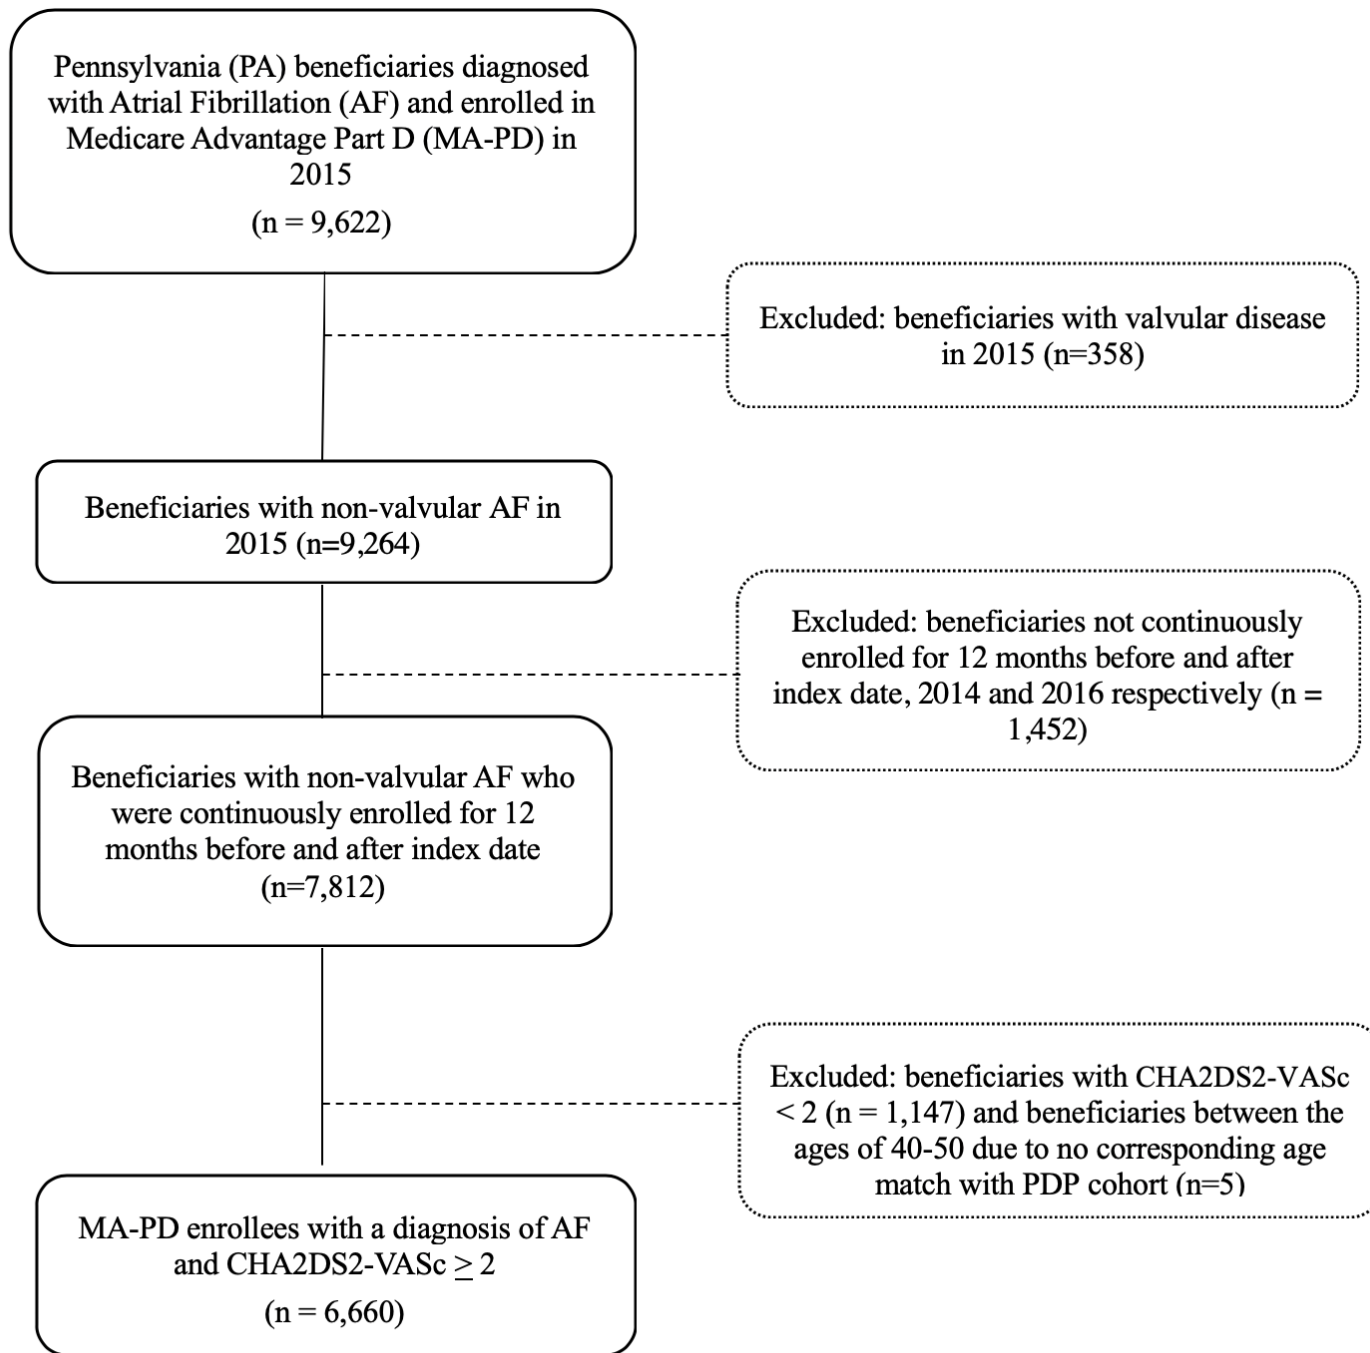 Pennsylvania (PA) beneficiaries diagnosed
with Atrial Fibrillation (AF) and enrolled in
Medicare Advantage Part D (MA-PD) in
2015
(n = 9,622)
Excluded: beneficiaries with valvular disease
in 2015 (n=358)
Beneficiaries with non-valvular AF in
2015 (n=9,264)
Excluded: beneficiaries not continuously
enrolled for 12 months before and after
index date, 2014 and 2016 respectively (n =
1,452)
Beneficiaries with non-valvular AF who
were continuously enrolled for 12
months before and after index date
(n=7,812)
Excluded: beneficiaries with CHA2DS2-VASc
< 2 (n = 1,147) and beneficiaries between the
ages of 40-50 due to no corresponding age
match with PDP cohort (n=5)
MA-PD enrollees with a diagnosis of AF
and CHA2DS2-VASc ≥ 2
(n = 6,660)